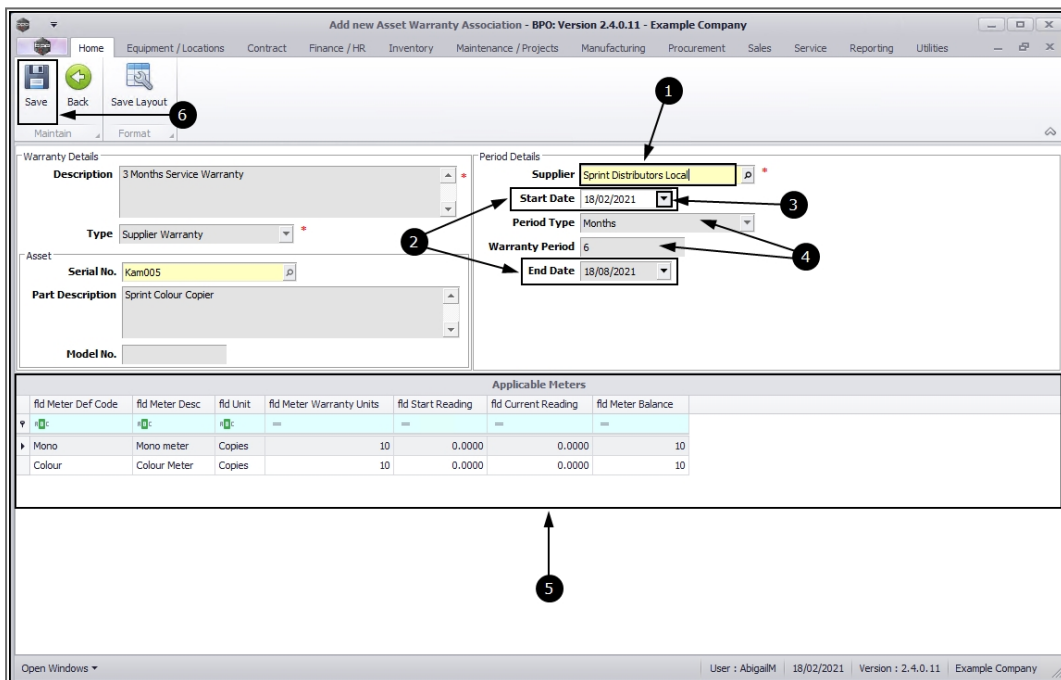 Add new Asset Warranty Association - BPO: Version 2.4.0.11 - Example Company
Home Equipment / Locations Contract Finance / HR Inventory Maintenance / Projects Manufacturing Procurement Sales Service Reporting Utilities
Save Back Save Layout
6
1
Maintain Format
Warranty Details
Description 3 Months Service Warranty *
Type Supplier Warranty *
Asset
Serial No. Kam005
Part Description Sprint Colour Copier
Model No.
Period Details
Supplier Sprint Distributors Local *
Start Date 18/02/2021
3
Period Type Months
2
Warranty Period 6
4
End Date 18/08/2021
Applicable Meters
fld Meter Def Code fld Meter Desc fld Unit fld Meter Warranty Units fld Start Reading fld Current Reading fld Meter Balance
ABC ABC ABC = = = =
Mono Mono meter Copies 10 0.0000 0.0000 10
Colour Colour Meter Copies 10 0.0000 0.0000 10
5
Open Windows User : AbigailM 18/02/2021 Version : 2.4.0.11 Example Company